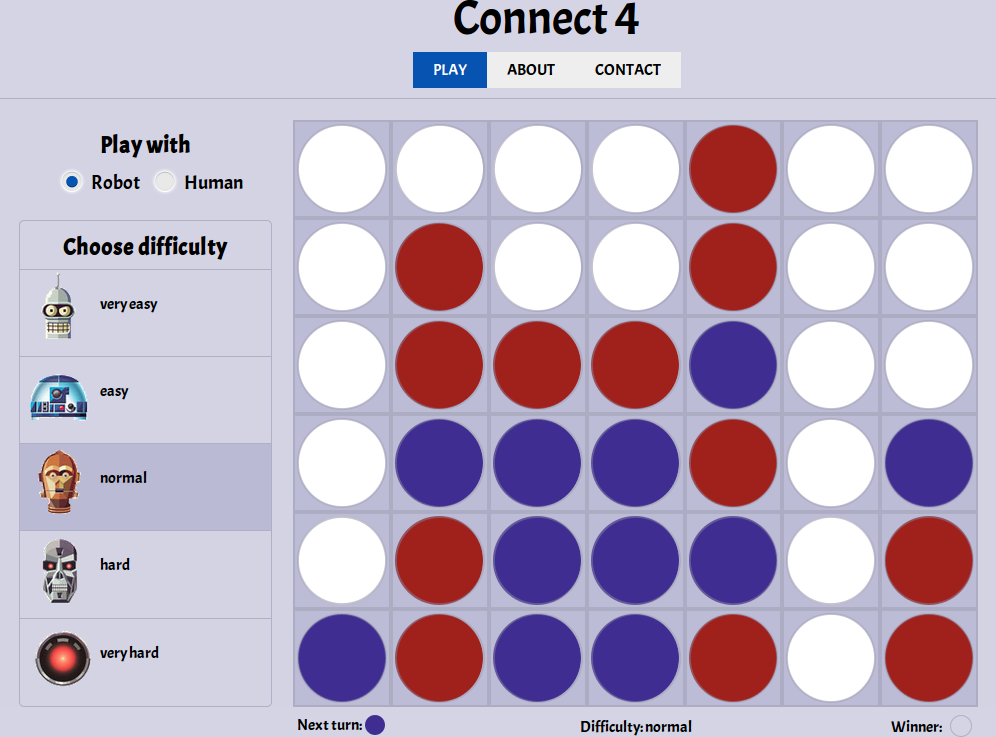 Connect 4
PLAY ABOUT CONTACT
Play with
Robot Human
Choose difficulty
very easy
easy
normal
hard
very hard
Next turn: Difficulty: normal Winner: